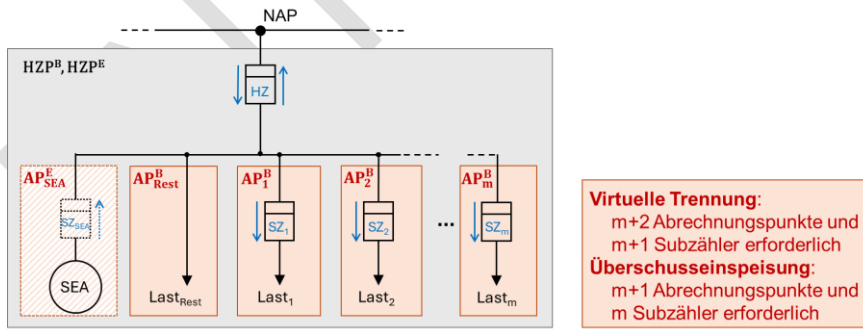 NAP
HZP^B, HZP^E
HZ
AP^E_SEA
AP^B_Rest
AP^B_1
AP^B_2
AP^B_m
SZ_SEA
SZ_1
SZ_2
...
SZ_m
SEA
Last_Rest
Last_1
Last_2
Last_m
Virtuelle Trennung:
m+2 Abrechnungspunkte und
m+1 Subzähler erforderlich
Überschusseinspeisung:
m+1 Abrechnungspunkte und
m Subzähler erforderlich